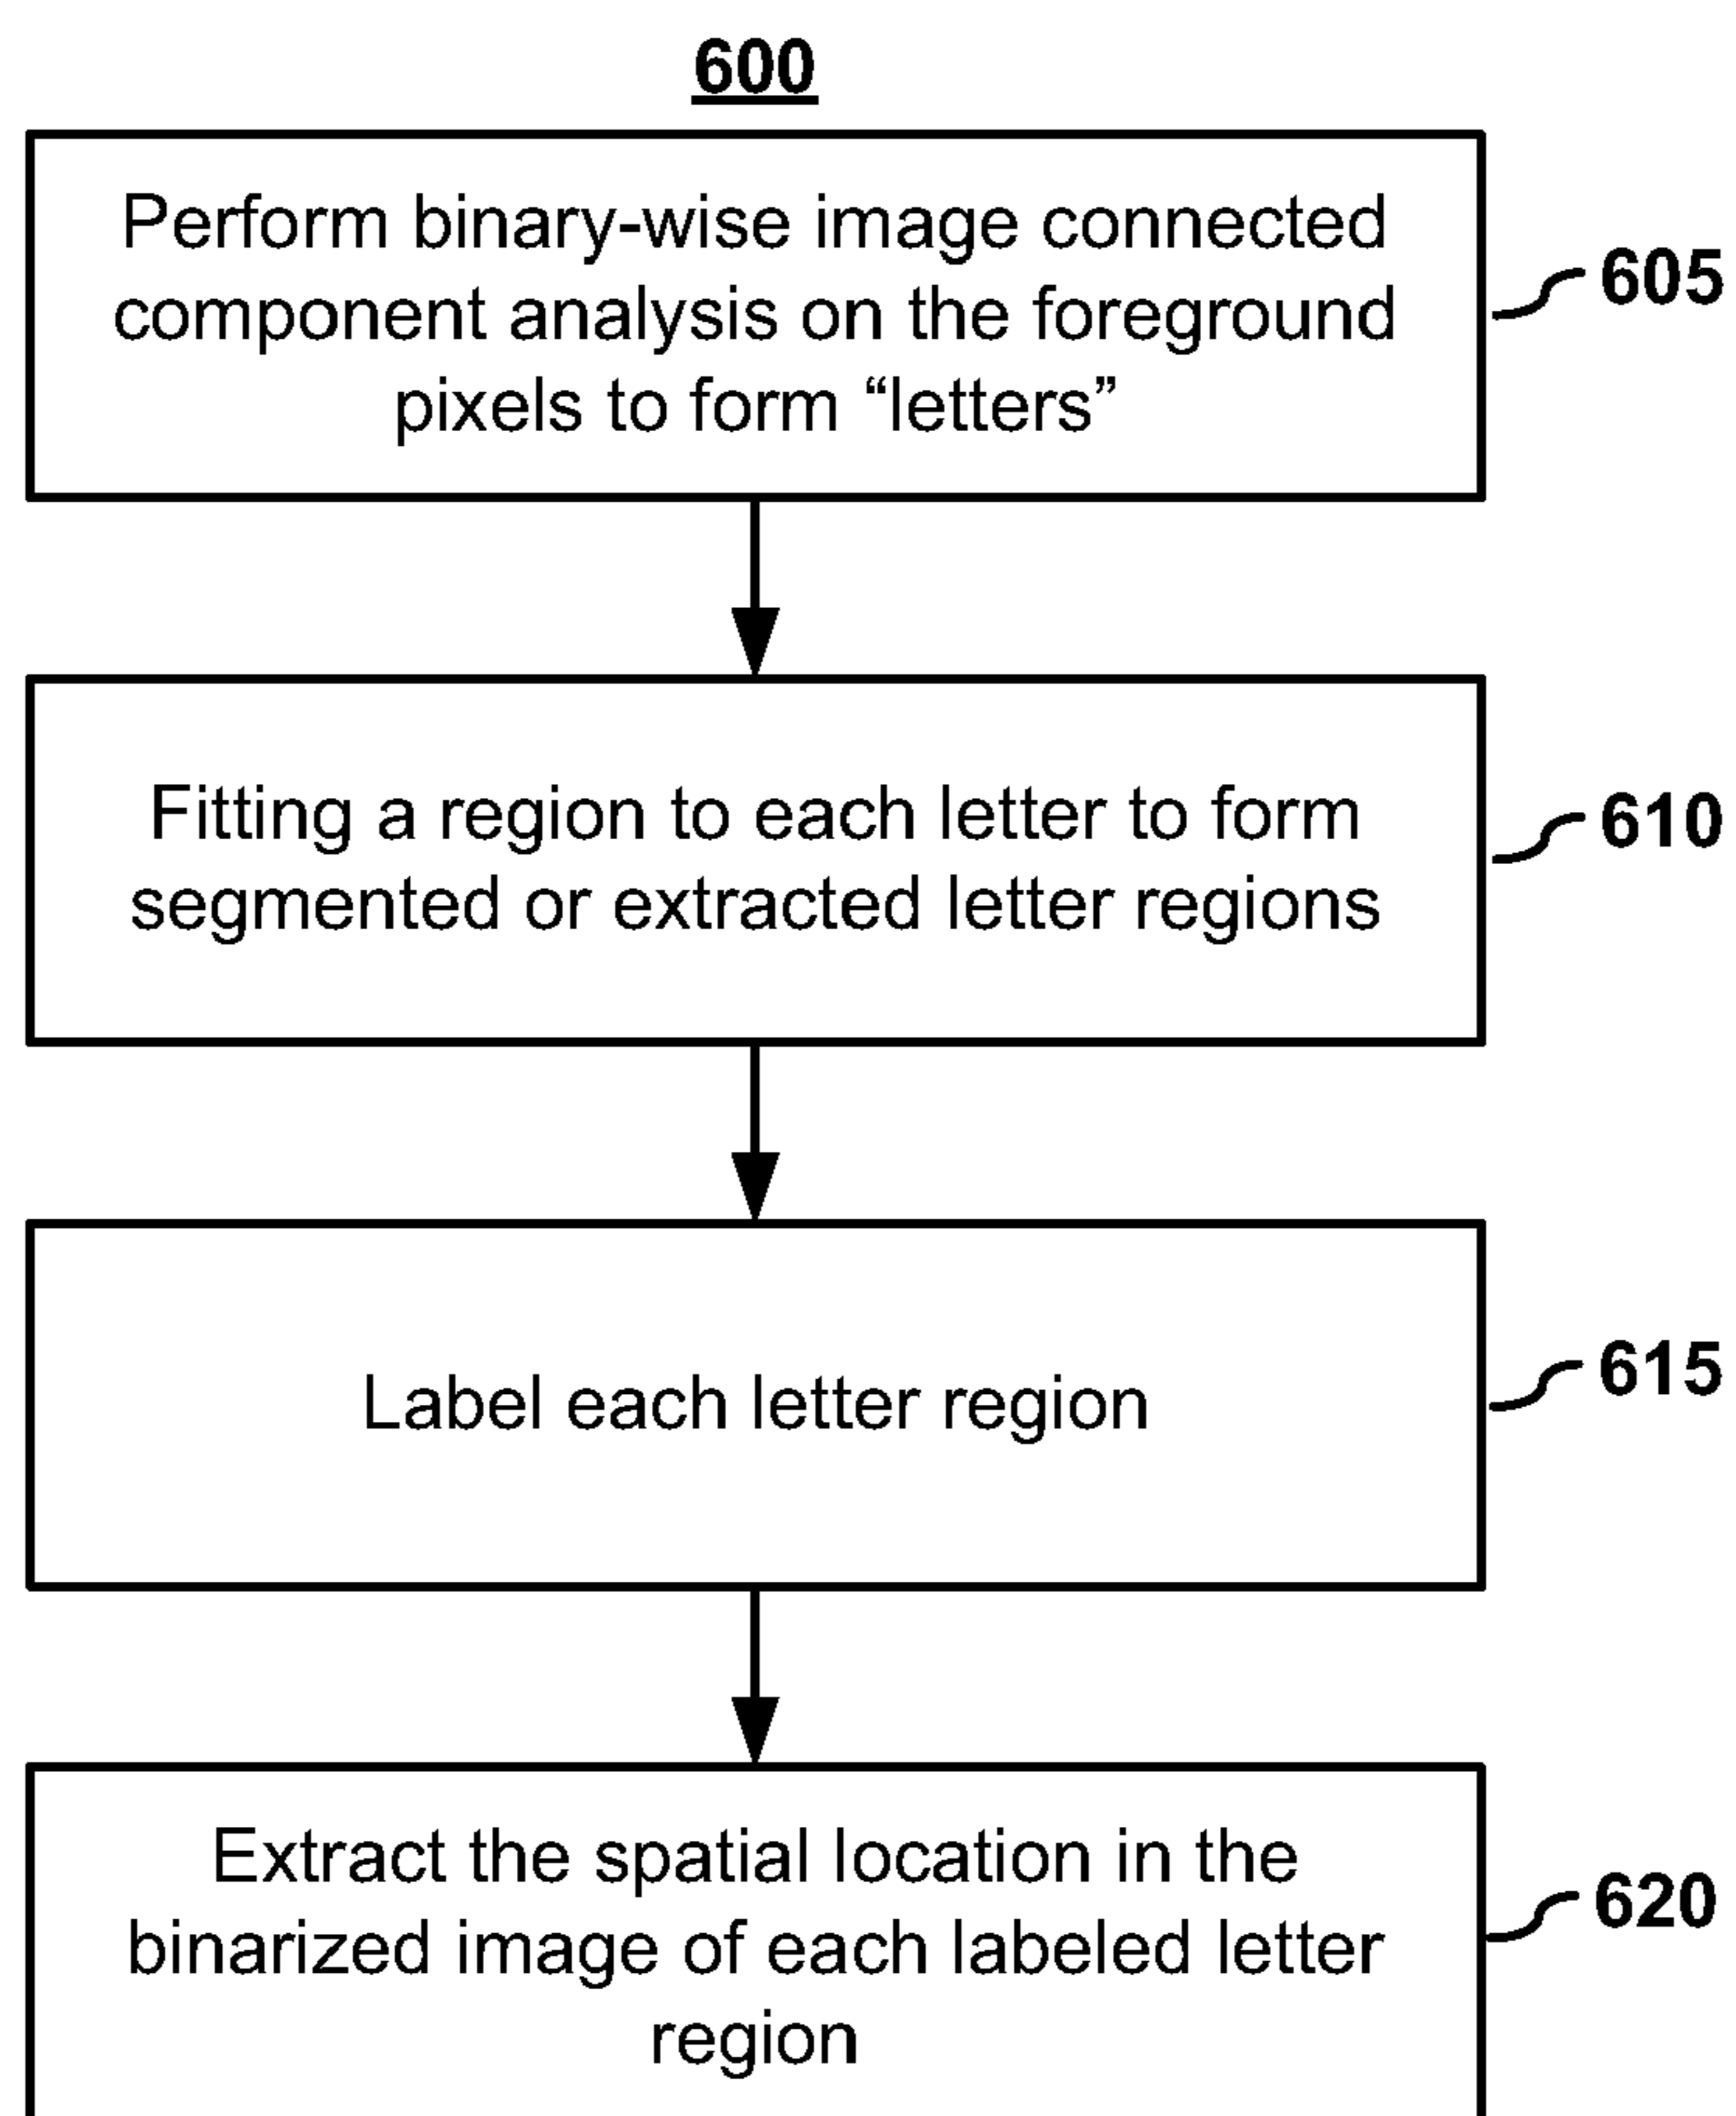 600
Perform binary-wise image connected
component analysis on the foreground
pixels to form “letters”
605
Fitting a region to each letter to form
segmented or extracted letter regions
610
Label each letter region
615
Extract the spatial location in the
binarized image of each labeled letter
region
620